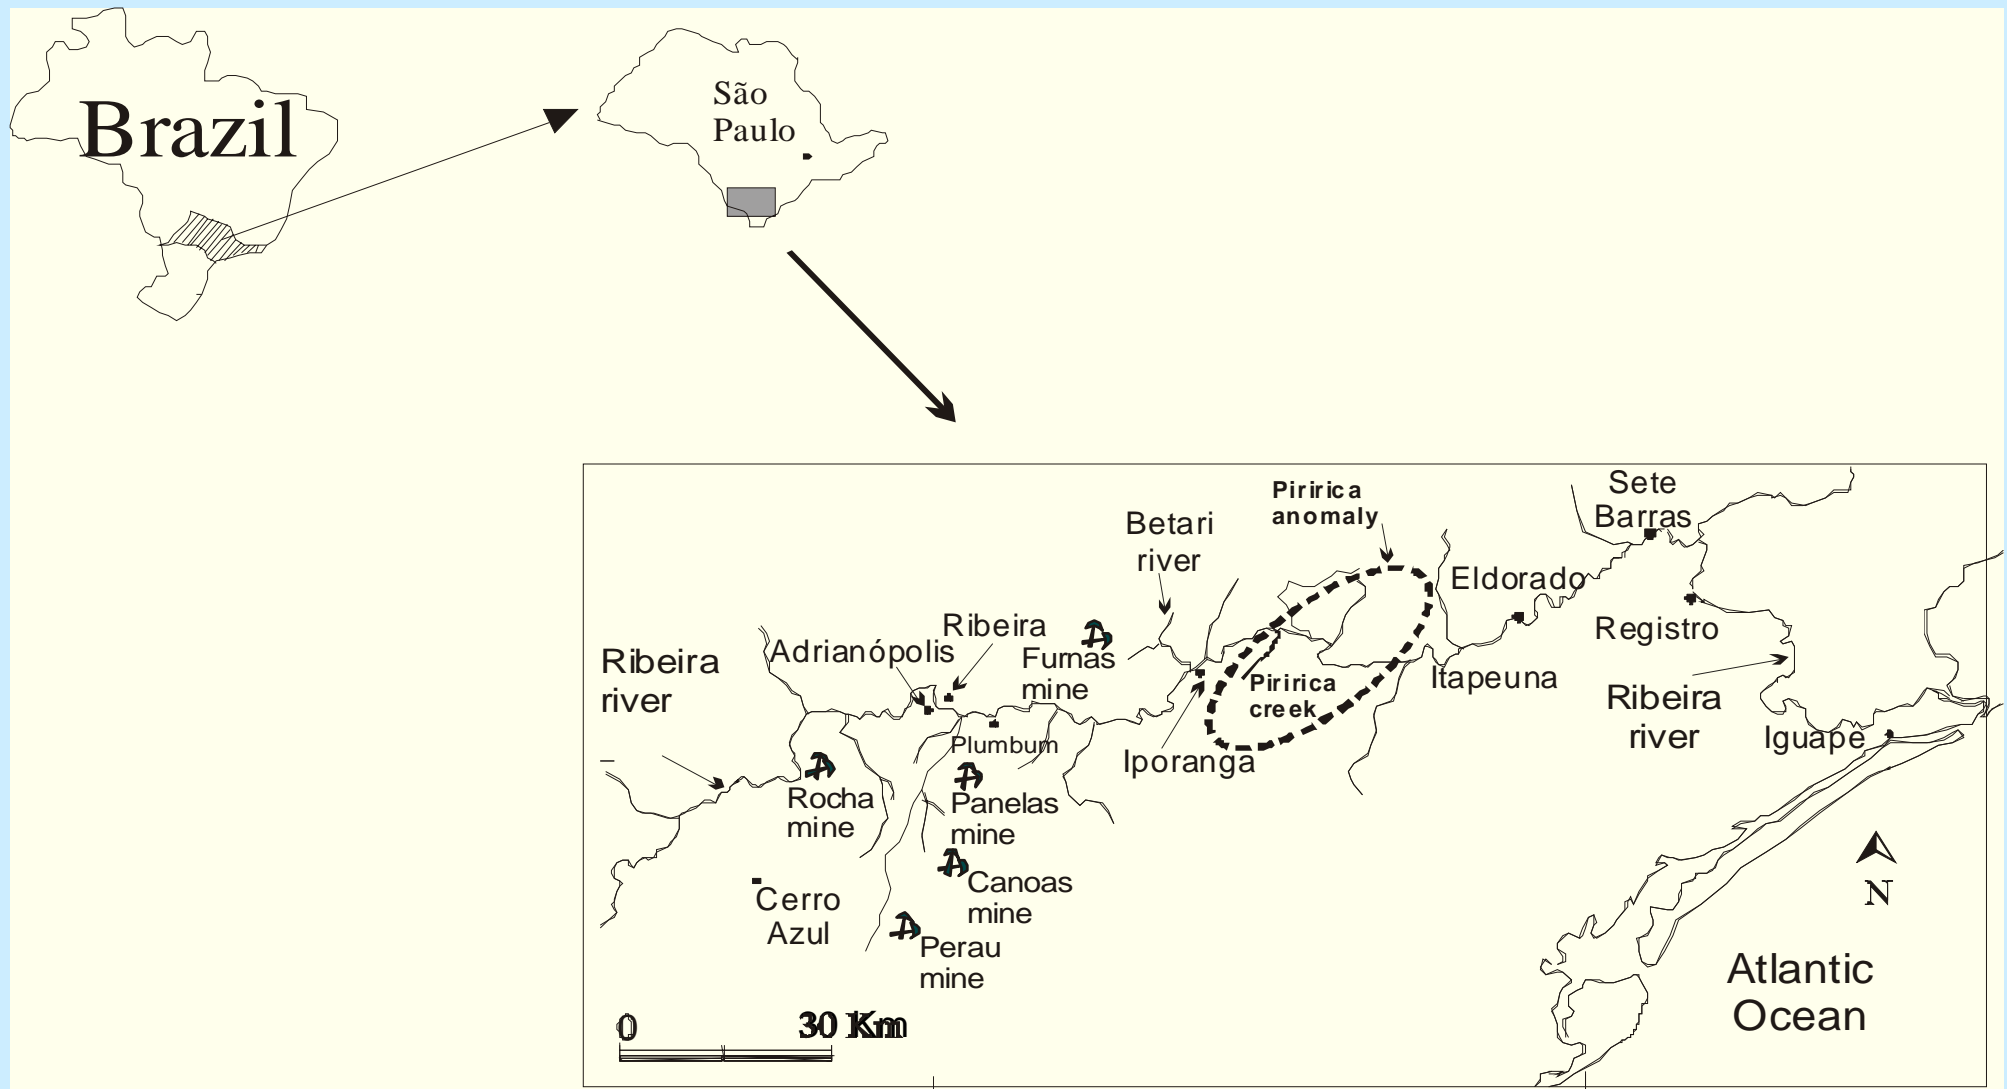 Brazil
São
Paulo
Piririca
anomaly
Sete
Barras
Betari
river
Eldorado
Ribeira
Adrianópolis
Registro
Furnas
mine
Ribeira
river
Itapeuna
Piririca
creek
Ribeira
river
Plumbum
Iporanga
Iguape
Rocha
mine
Panelas
mine
Canoas
mine
Cerro
Azul
Perau
mine
N
Atlantic
Ocean
0
30 Km